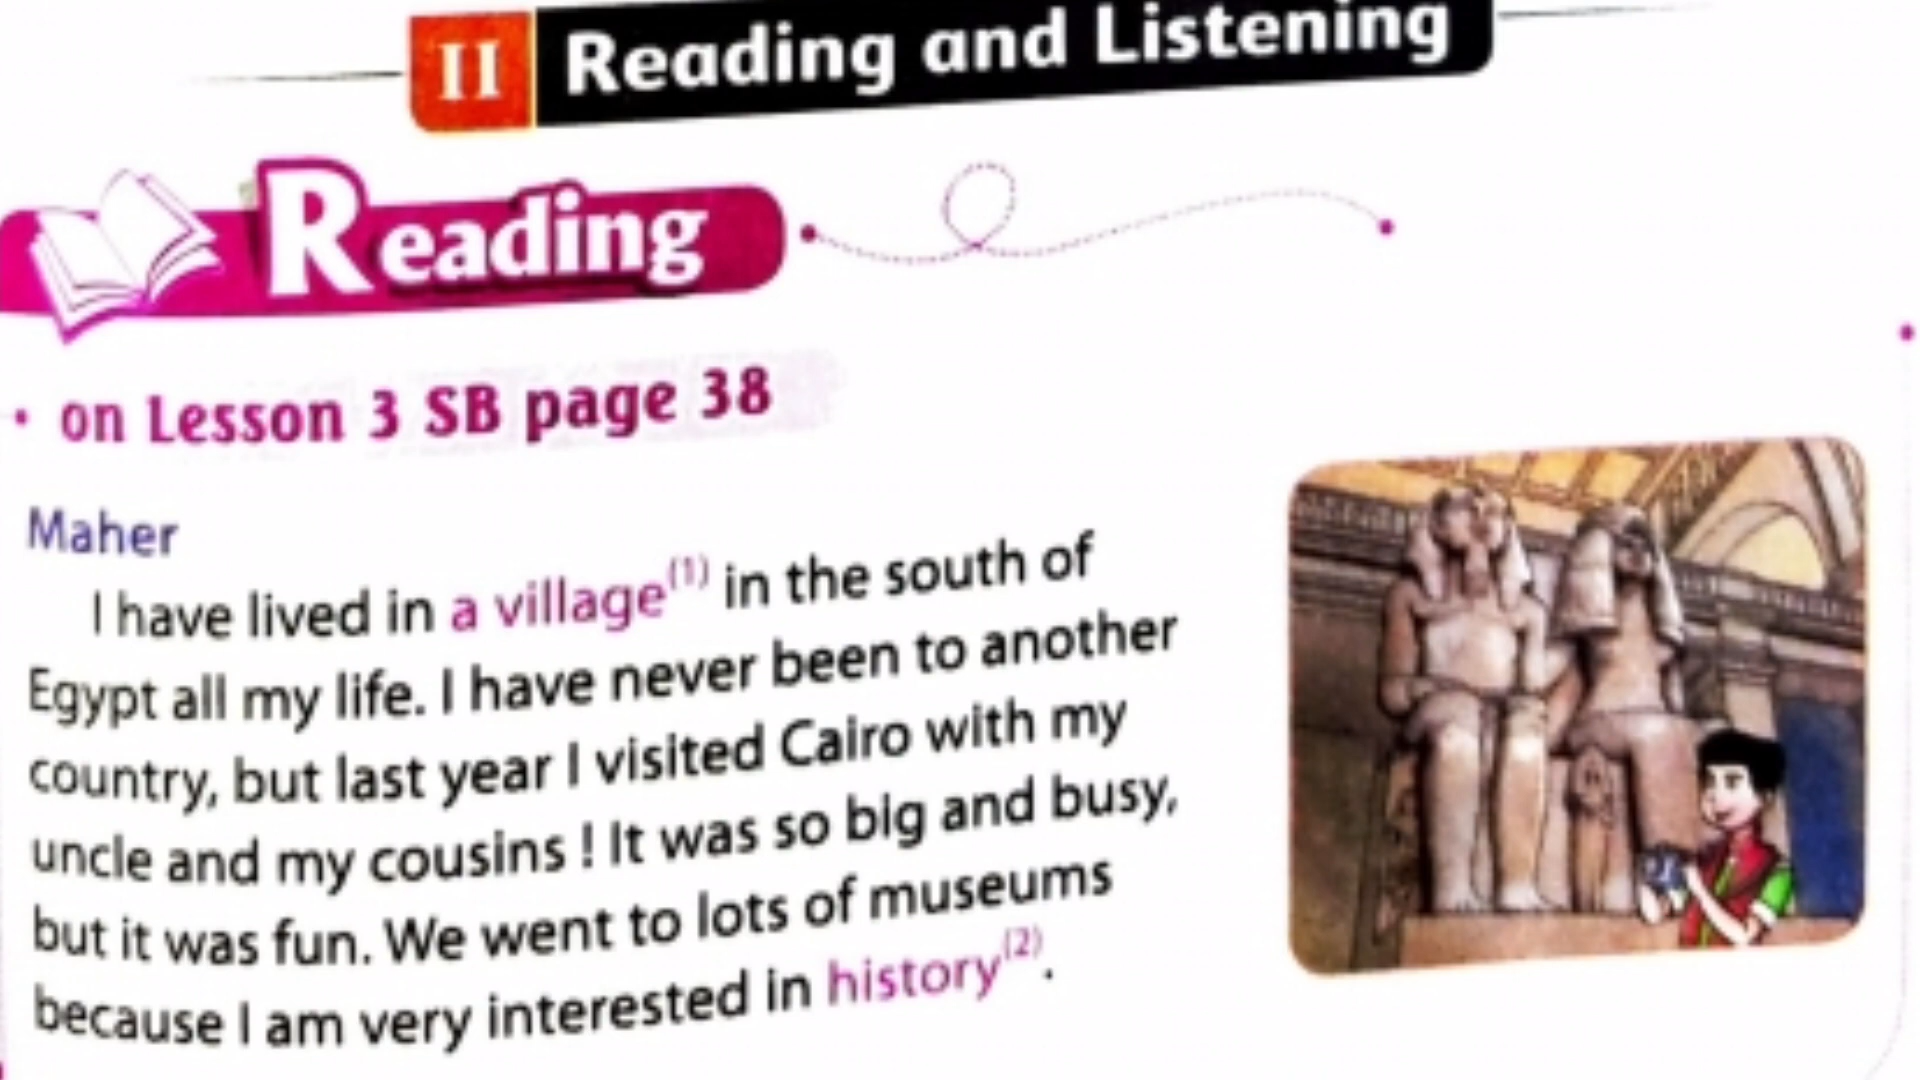 II Reading and Listening
Reading
• on Lesson 3 SB page 38
Maher
I have lived in a village(1) in the south of
Egypt all my life. I have never been to another
country, but last year I visited Cairo with my
uncle and my cousins ! It was so big and busy,
but it was fun. We went to lots of museums
because I am very interested in history(2).